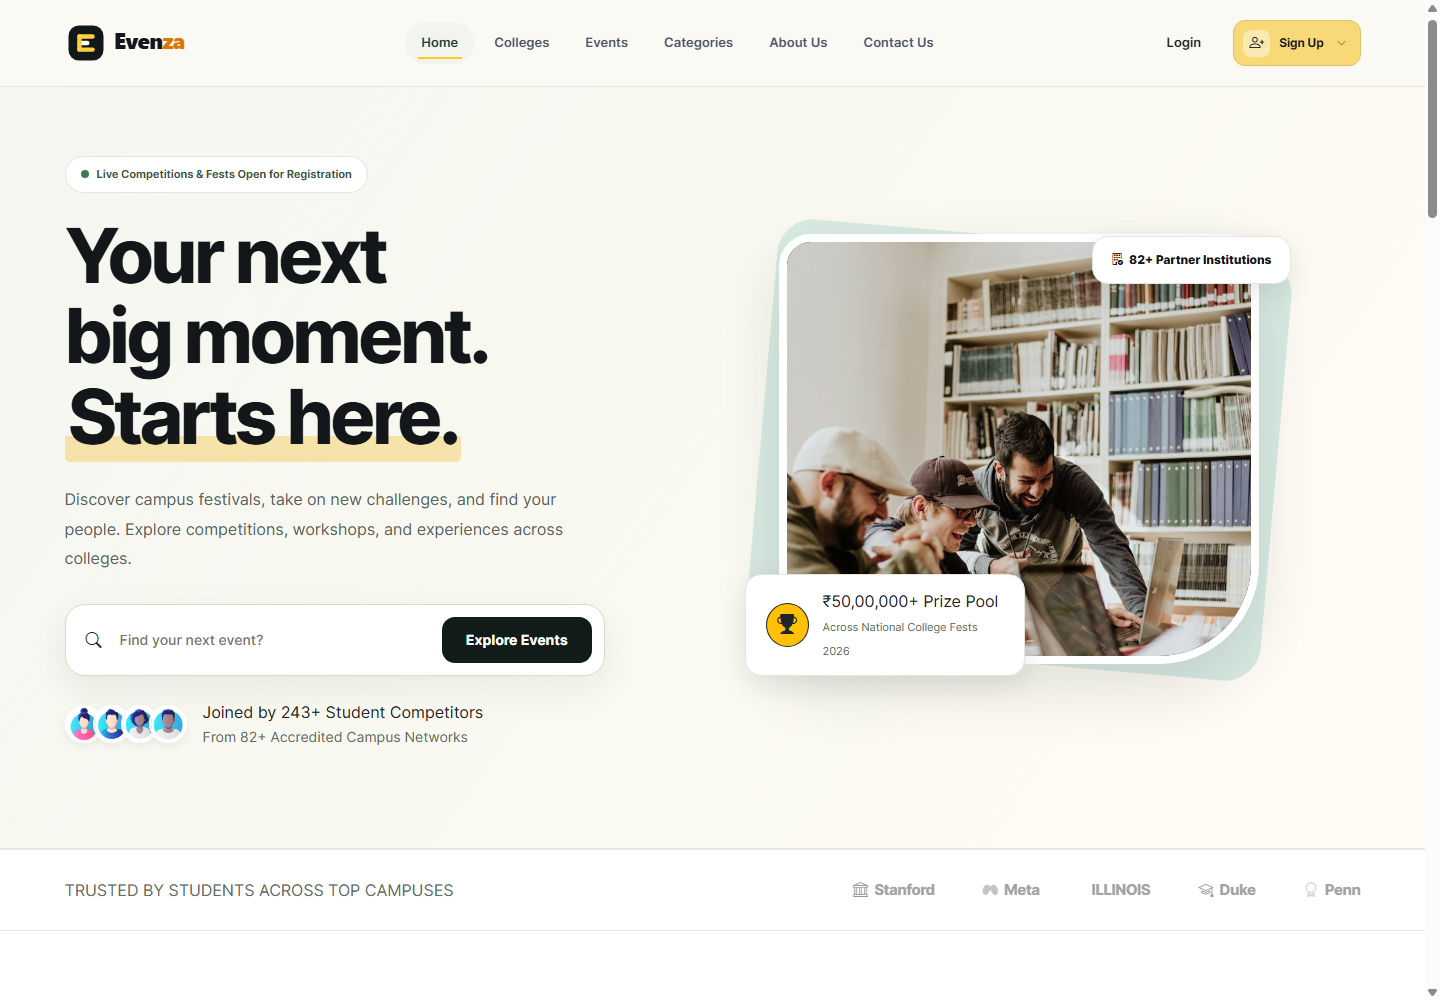 Evenza
Home
Colleges
Events
Categories
About Us
Contact Us
Login
Sign Up
Live Competitions & Fests Open for Registration
Your next
big moment.
Starts here.
Discover campus festivals, take on new challenges, and find your
people. Explore competitions, workshops, and experiences across
colleges.
Find your next event?
Explore Events
Joined by 243+ Student Competitors
From 82+ Accredited Campus Networks
82+ Partner Institutions
₹50,00,000+ Prize Pool
Across National College Fests
2026
TRUSTED BY STUDENTS ACROSS TOP CAMPUSES
Stanford
Meta
ILLINOIS
Duke
Penn